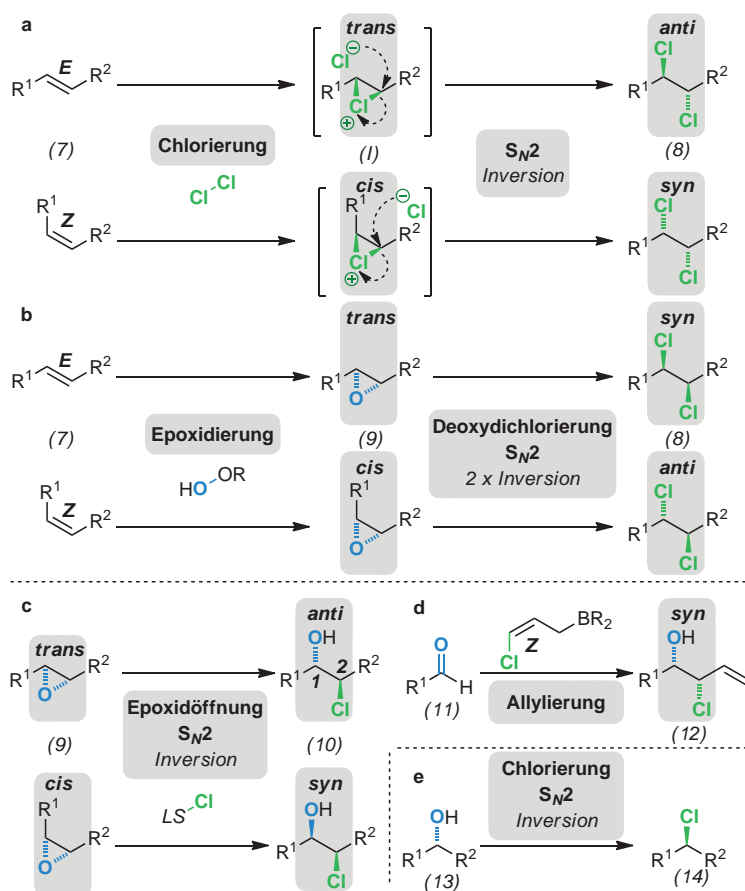 a
trans
anti
E
R1
R2
Cl
⊖
R1
R2
Cl
⊕
Cl
R1
R2
Cl
(7)
Chlorierung
(I)
SN2
Inversion
(8)
Cl
Cl
cis
syn
R1
Z
R2
R1
⊖
Cl
R2
Cl
⊕
Cl
R1
R2
Cl
b
trans
syn
E
R1
R2
R1
R2
O
Cl
R1
R2
Cl
(7)
Epoxidierung
(9)
Deoxydichlorierung
SN2
2 x Inversion
(8)
HO
OR
cis
anti
R1
Z
R2
R1
R2
O
Cl
R1
R2
Cl
c
trans
anti
R1
R2
O
OH
R1
1
2
R2
Cl
(9)
Epoxidöffnung
SN2
Inversion
(10)
cis
syn
R1
R2
O
LS
Cl
OH
R1
R2
Cl
d
syn
BR2
Cl
Z
O
R1
H
OH
R1
Cl
(11)
Allylierung
(12)
e
Chlorierung
SN2
Inversion
OH
R1
R2
Cl
R1
R2
(13)
(14)